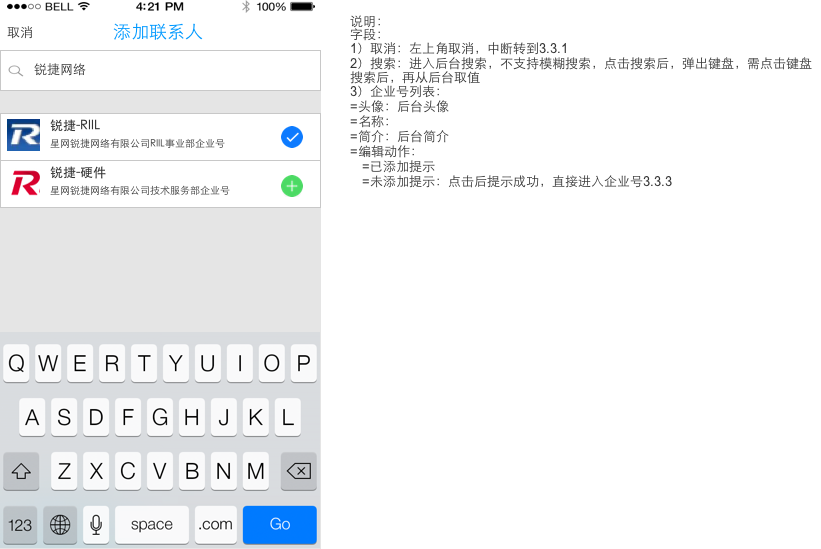 BELL 4:21 PM 100%
取消 添加联系人
锐捷网络
锐捷-RIIL
星网锐捷网络有限公司RIIL事业部企业号
锐捷-硬件
星网锐捷网络有限公司技术服务部企业号
Q W E R T Y U I O P
A S D F G H J K L
Z X C V B N M
123 space .com Go
说明：
字段：
1）取消：左上角取消，中断转到3.3.1
2）搜索：进入后台搜索，不支持模糊搜索，点击搜索后，弹出键盘，需点击键盘
搜索后，再从后台取值
3）企业号列表：
=头像：后台头像
=名称：
=简介：后台简介
=编辑动作：
=已添加提示
=未添加提示：点击后提示成功，直接进入企业号3.3.3